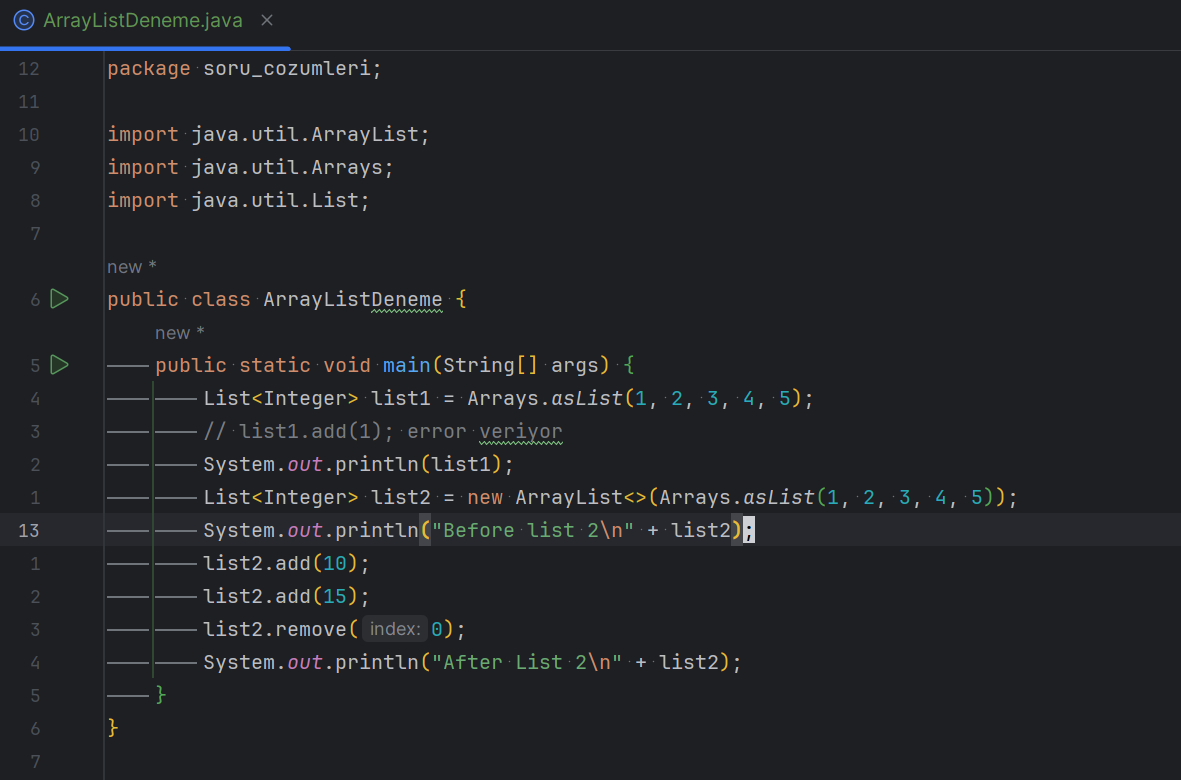 ArrayListDeneme.java
12 package soru_cozumleri;
11
10 import java.util.ArrayList;
9 import java.util.Arrays;
8 import java.util.List;
7
new *
6 public class ArrayListDeneme {
new *
5 public static void main(String[] args) {
4 List<Integer> list1 = Arrays.asList(1, 2, 3, 4, 5);
3 // list1.add(1); error veriyor
2 System.out.println(list1);
1 List<Integer> list2 = new ArrayList<>(Arrays.asList(1, 2, 3, 4, 5));
13 System.out.println("Before list 2\n" + list2);
1 list2.add(10);
2 list2.add(15);
3 list2.remove( index: 0);
4 System.out.println("After List 2\n" + list2);
5 }
6 }
7